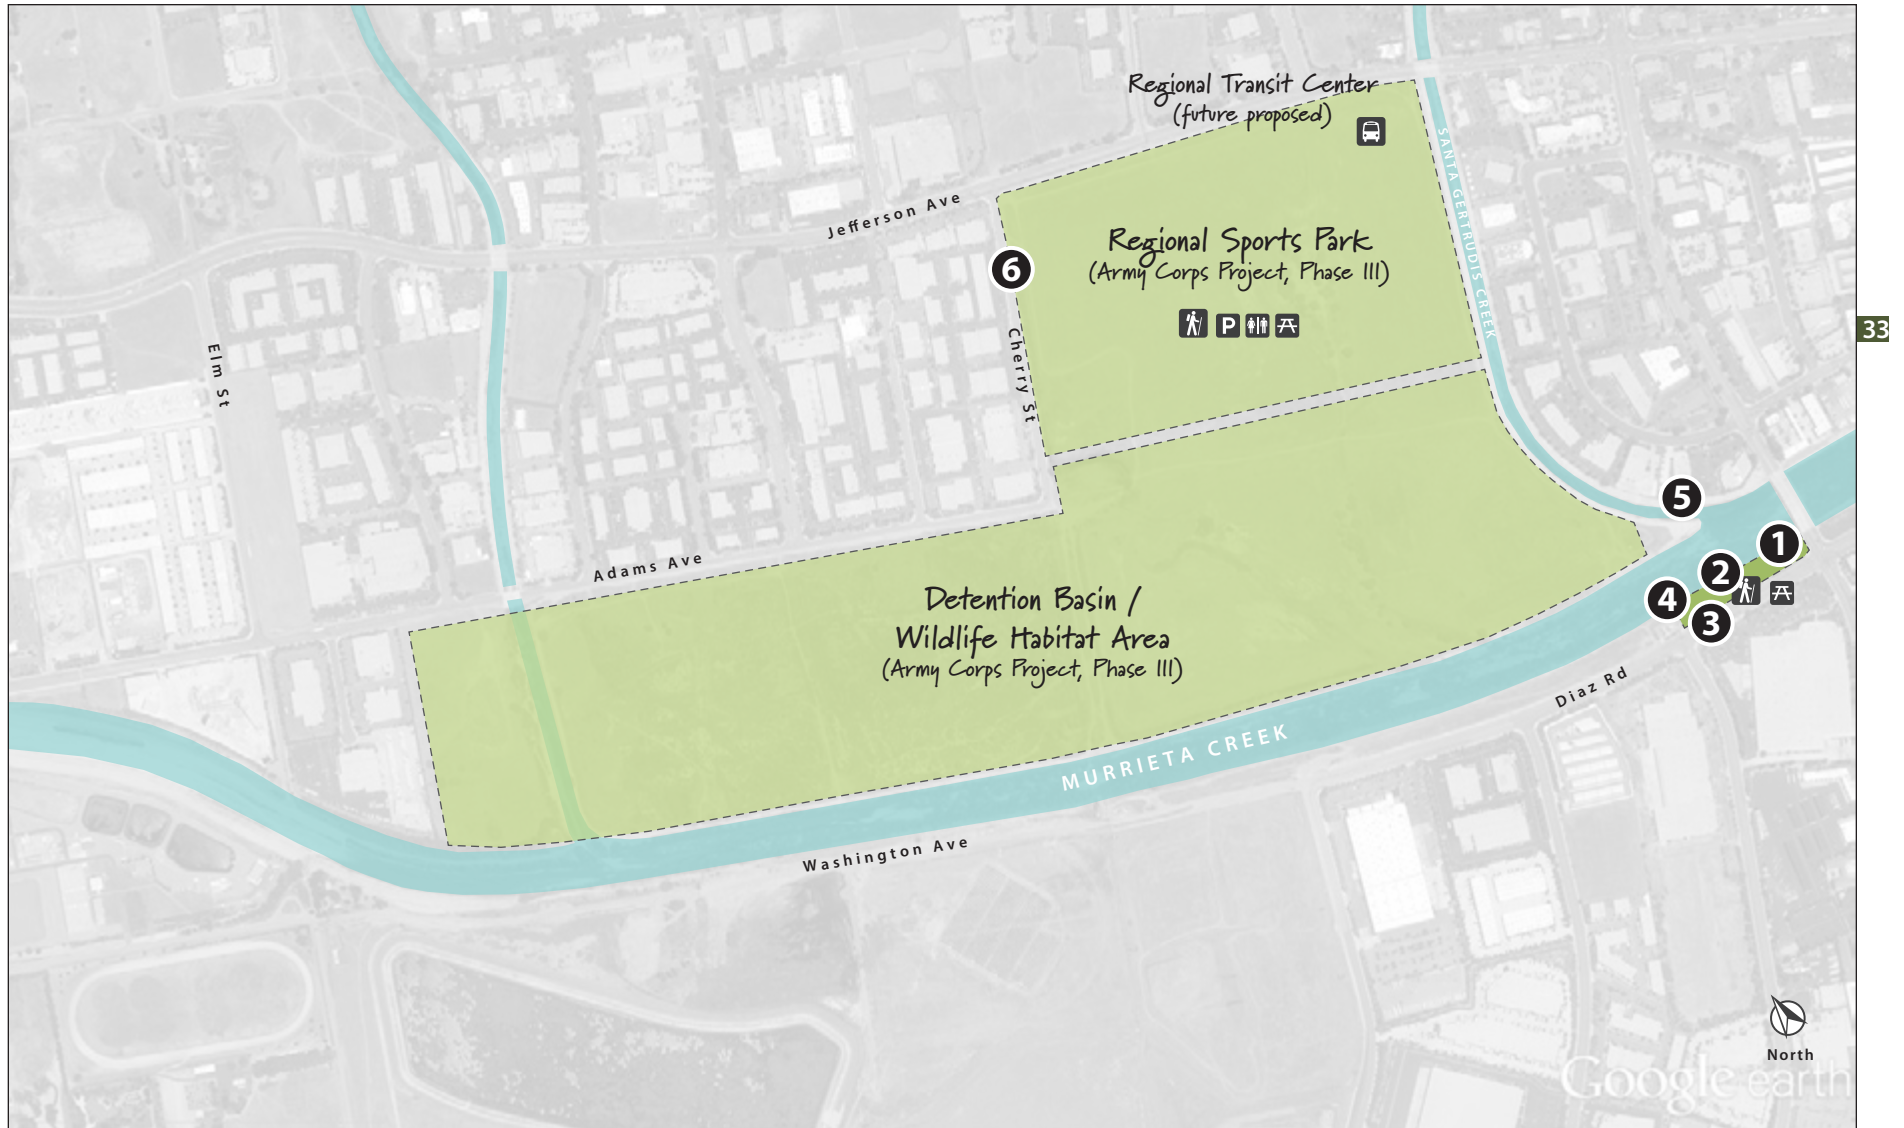 Regional Transit Center
(future proposed)
SANTA GERTRUDIS CREEK
Jefferson Ave
Regional Sports Park
(Army Corps Project, Phase III)
6
P
33
Cherry St
Elm St
5
1
2
4
3
Adams Ave
Detention Basin /
Wildlife Habitat Area
(Army Corps Project, Phase III)
Diaz Rd
MURRIETA CREEK
Washington Ave
North
Google earth